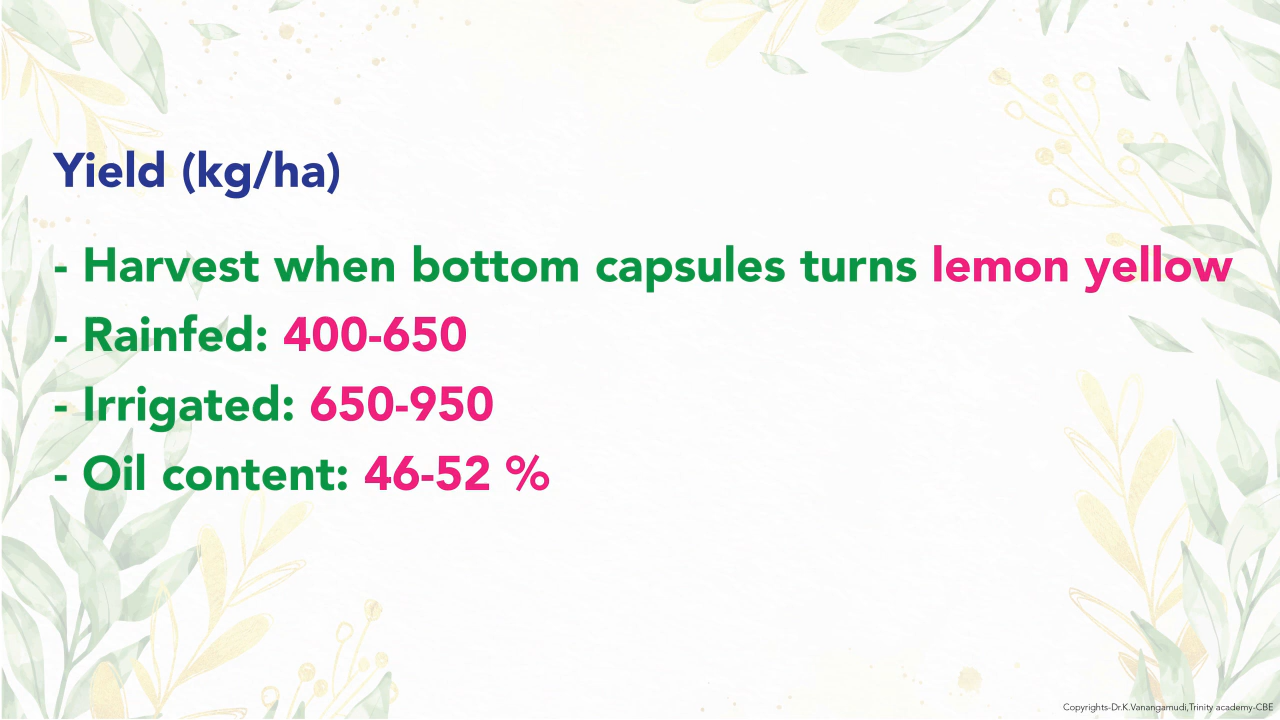 Yield (kg/ha)
- Harvest when bottom capsules turns lemon yellow
- Rainfed: 400-650
- Irrigated: 650-950
- Oil content: 46-52 %
Copyrights-Dr.K.Vanangamudi,Trinity academy-CBE